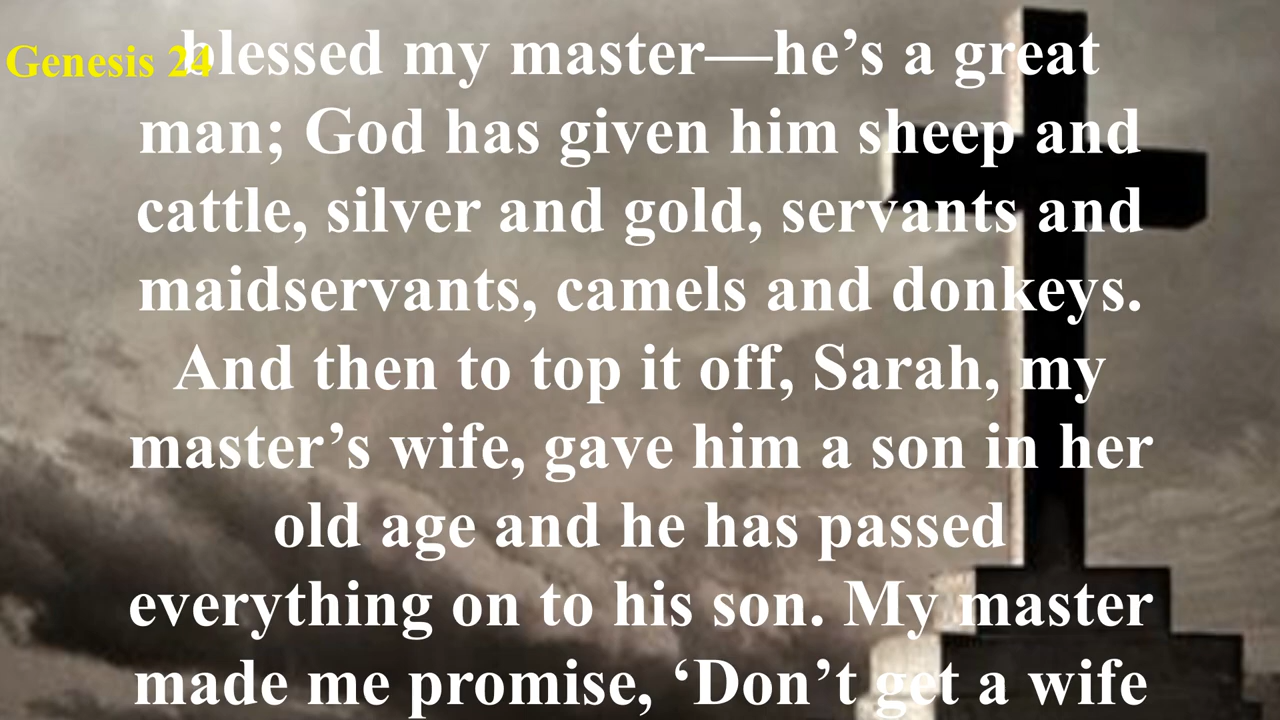 Genesis 24
blessed my master—he’s a great
man; God has given him sheep and
cattle, silver and gold, servants and
maidservants, camels and donkeys.
And then to top it off, Sarah, my
master’s wife, gave him a son in her
old age and he has passed
everything on to his son. My master
made me promise, ‘Don’t get a wife